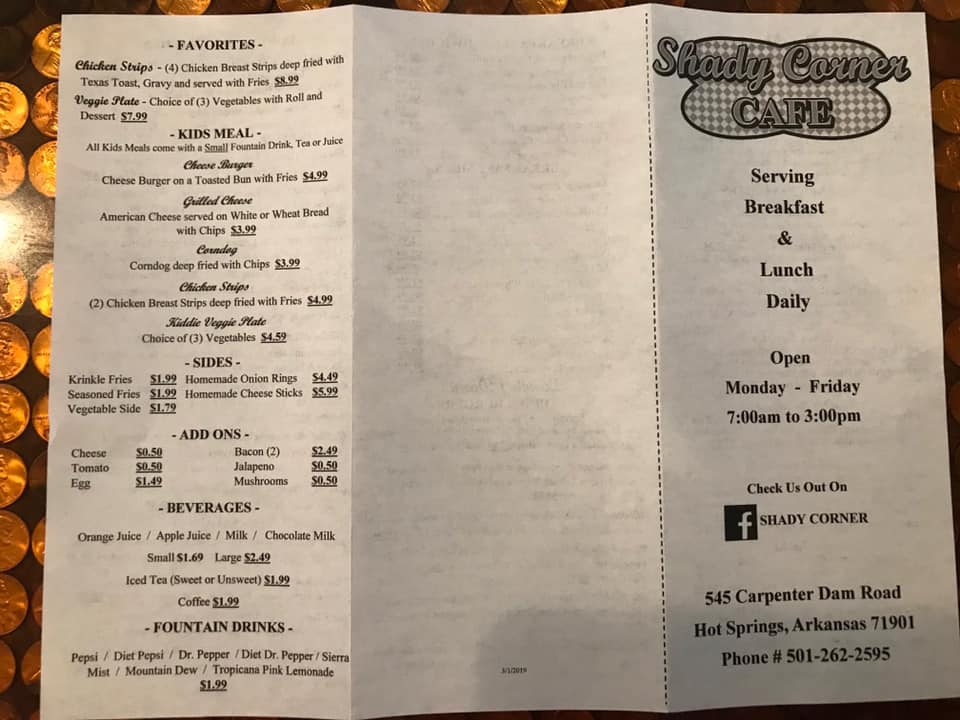 - FAVORITES -
Chicken Strips - (4) Chicken Breast Strips deep fried with
Texas Toast, Gravy and served with Fries $8.99
Veggie Plate - Choice of (3) Vegetables with Roll and
Dessert $7.99
- KIDS MEAL -
All Kids Meals come with a Small Fountain Drink, Tea or Juice
Cheese Burger
Cheese Burger on a Toasted Bun with Fries $4.99
Grilled Cheese
American Cheese served on White or Wheat Bread
with Chips $3.99
Corndog
Corndog deep fried with Chips $3.99
Chicken Strips
(2) Chicken Breast Strips deep fried with Fries $4.99
Kiddie Veggie Plate
Choice of (3) Vegetables $4.59
- SIDES -
Krinkle Fries $1.99 Homemade Onion Rings $4.49
Seasoned Fries $1.99 Homemade Cheese Sticks $5.99
Vegetable Side $1.79
- ADD ONS -
Cheese $0.50 Bacon (2) $2.49
Tomato $0.50 Jalapeno $0.50
Egg $1.49 Mushrooms $0.50
- BEVERAGES -
Orange Juice / Apple Juice / Milk / Chocolate Milk
Small $1.69 Large $2.49
Iced Tea (Sweet or Unsweet) $1.99
Coffee $1.99
- FOUNTAIN DRINKS -
Pepsi / Diet Pepsi / Dr. Pepper / Diet Dr. Pepper / Sierra
Mist / Mountain Dew / Tropicana Pink Lemonade
$1.99
3/1/2019
Shady Corner
CAFE
Serving
Breakfast
&
Lunch
Daily
Open
Monday - Friday
7:00am to 3:00pm
Check Us Out On
f SHADY CORNER
545 Carpenter Dam Road
Hot Springs, Arkansas 71901
Phone # 501-262-2595